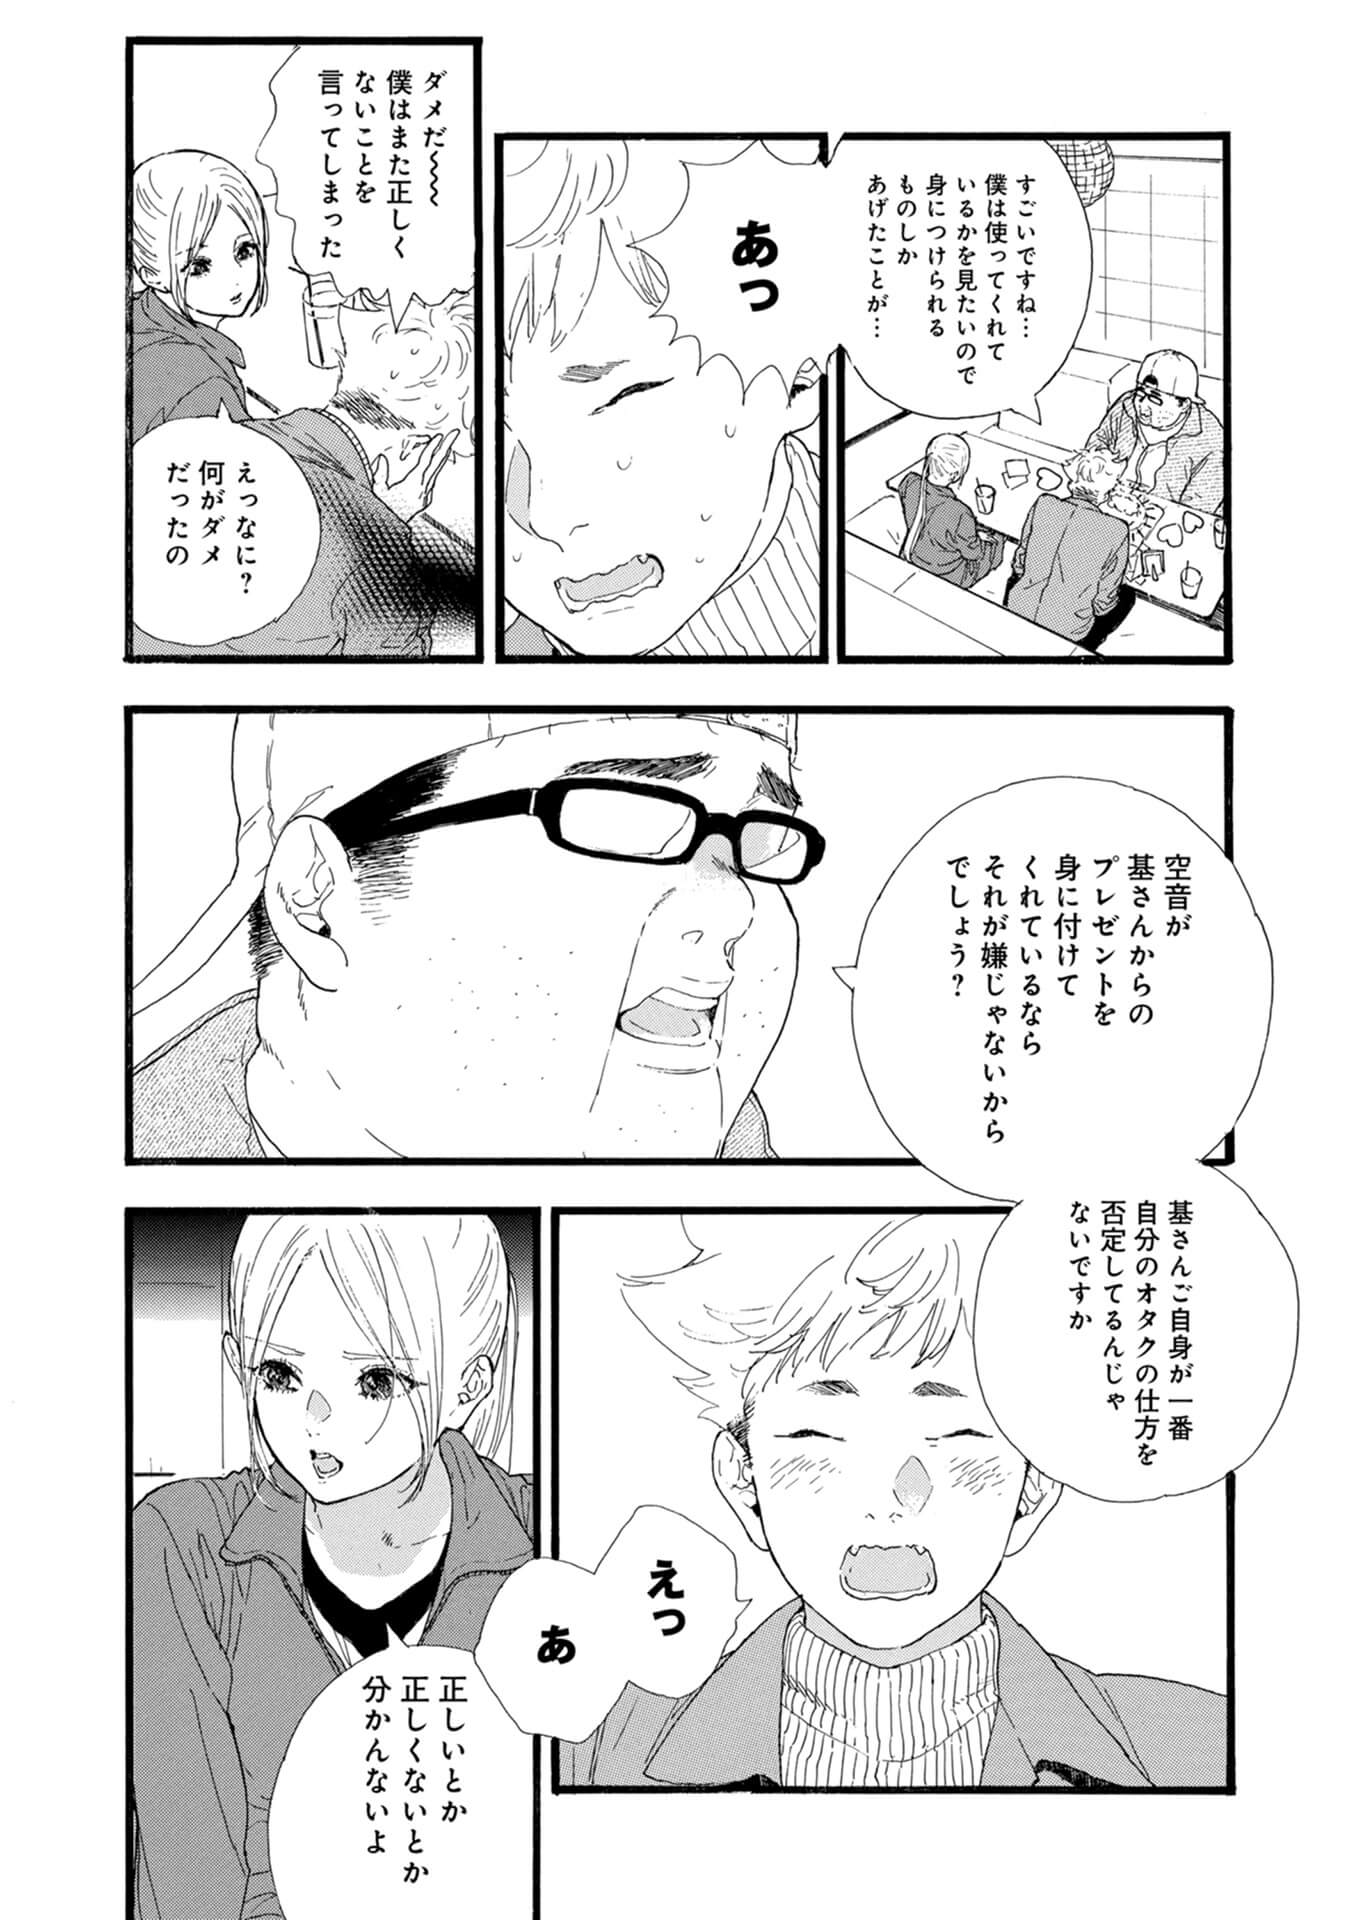 すごいですね…
僕は使ってくれて
いるかを見たいので
身につけられる
ものしか
あげたことが…
あっ
ダメだ〜〜〜
僕はまた正しく
ないことを
言ってしまった
えっなに？
何がダメ
だったの
空音が
基さんからの
プレゼントを
身に付けて
くれているなら
それが嫌じゃないから
でしょう？
基さんご自身が一番
自分のオタクの仕方を
否定してるんじゃ
ないですか
えっ
あ
正しいとか
正しくないとか
分かんないよ